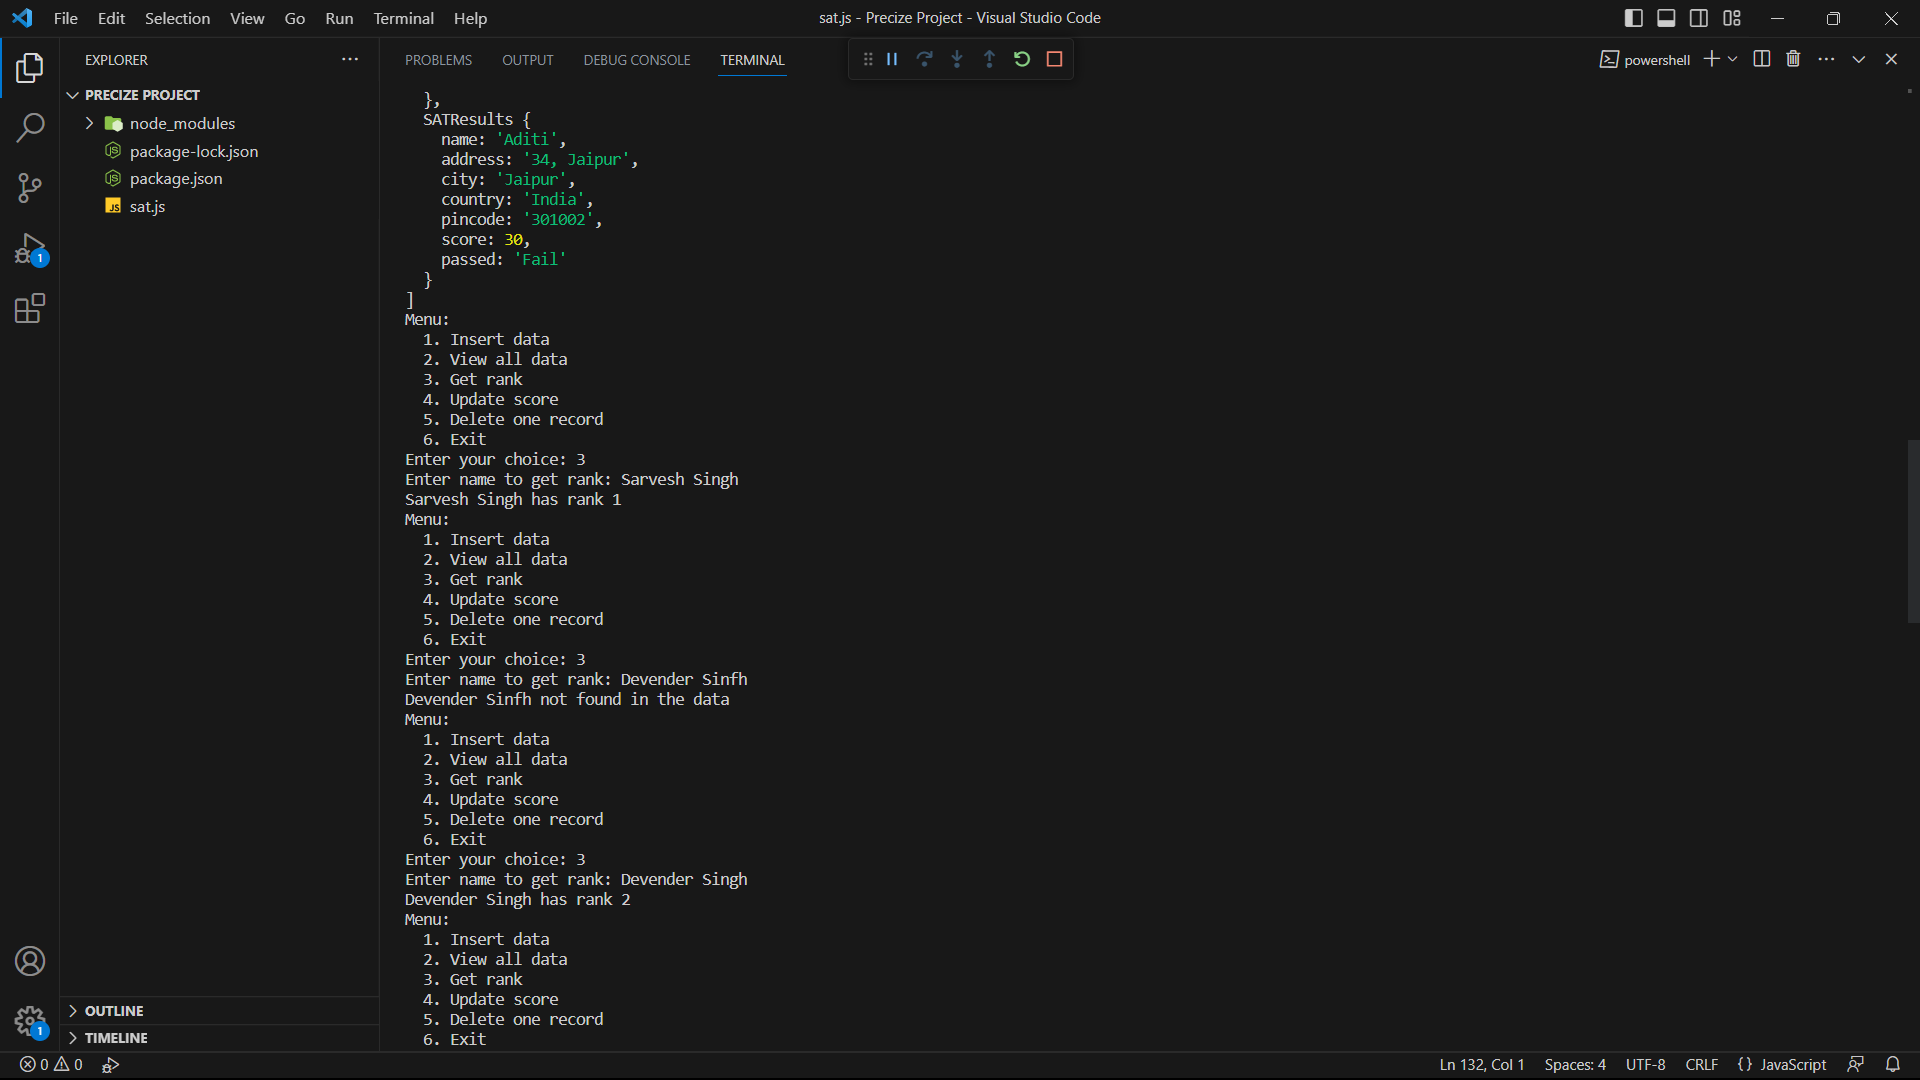 File Edit Selection View Go Run Terminal Help
sat.js - Precize Project - Visual Studio Code
EXPLORER
PRECIZE PROJECT
node_modules
package-lock.json
package.json
JS sat.js
1
OUTLINE
1
TIMELINE
PROBLEMS OUTPUT DEBUG CONSOLE TERMINAL
powershell
},
SATResults {
name: 'Aditi',
address: '34, Jaipur',
city: 'Jaipur',
country: 'India',
pincode: '301002',
score: 30,
passed: 'Fail'
}
]
Menu:
1. Insert data
2. View all data
3. Get rank
4. Update score
5. Delete one record
6. Exit
Enter your choice: 3
Enter name to get rank: Sarvesh Singh
Sarvesh Singh has rank 1
Menu:
1. Insert data
2. View all data
3. Get rank
4. Update score
5. Delete one record
6. Exit
Enter your choice: 3
Enter name to get rank: Devender Sinfh
Devender Sinfh not found in the data
Menu:
1. Insert data
2. View all data
3. Get rank
4. Update score
5. Delete one record
6. Exit
Enter your choice: 3
Enter name to get rank: Devender Singh
Devender Singh has rank 2
Menu:
1. Insert data
2. View all data
3. Get rank
4. Update score
5. Delete one record
6. Exit
0 0
Ln 132, Col 1 Spaces: 4 UTF-8 CRLF {} JavaScript